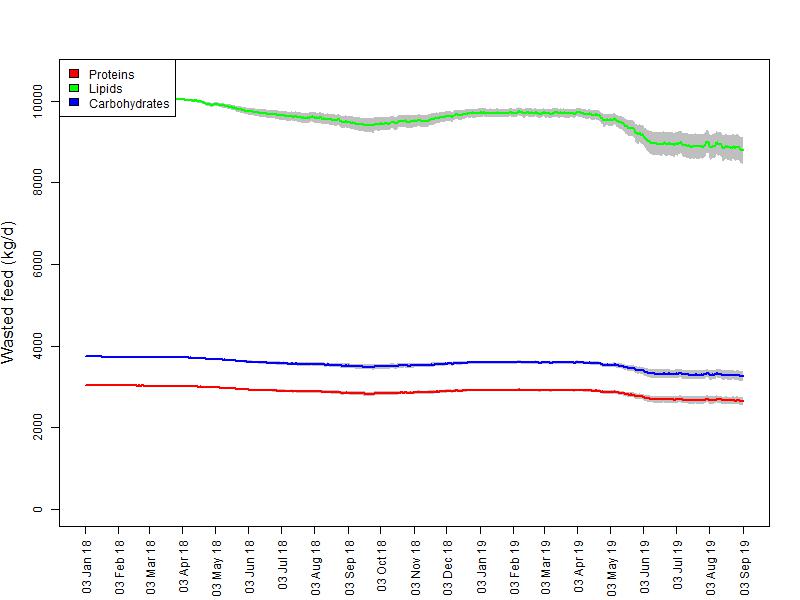 Proteins
Lipids
Carbohydrates
Wasted feed (kg/d)
10000
8000
6000
4000
2000
0
03 Jan 18
03 Feb 18
03 Mar 18
03 Apr 18
03 May 18
03 Jun 18
03 Jul 18
03 Aug 18
03 Sep 18
03 Oct 18
03 Nov 18
03 Dec 18
03 Jan 19
03 Feb 19
03 Mar 19
03 Apr 19
03 May 19
03 Jun 19
03 Jul 19
03 Aug 19
03 Sep 19